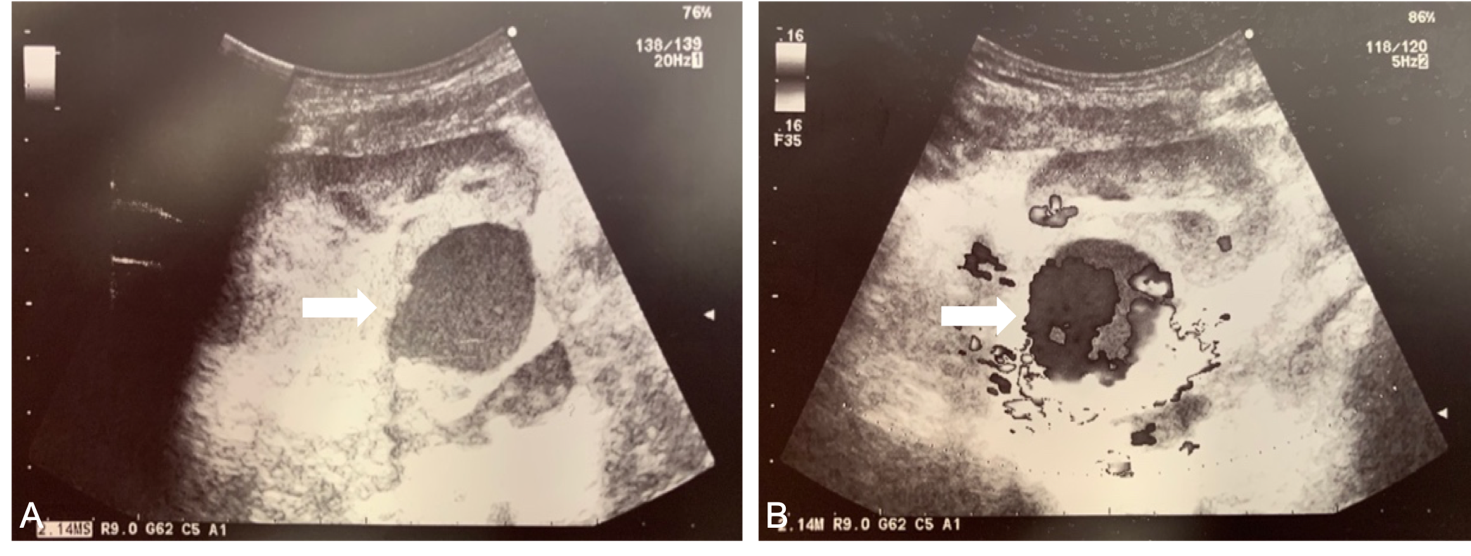 76%
138/139
20Hz1
A
2.14MS R9.0 G62 C5 A1
86%
.16
118/120
5Hz2
.16
F35
B
2.14M R9.0 G62 C5 A1